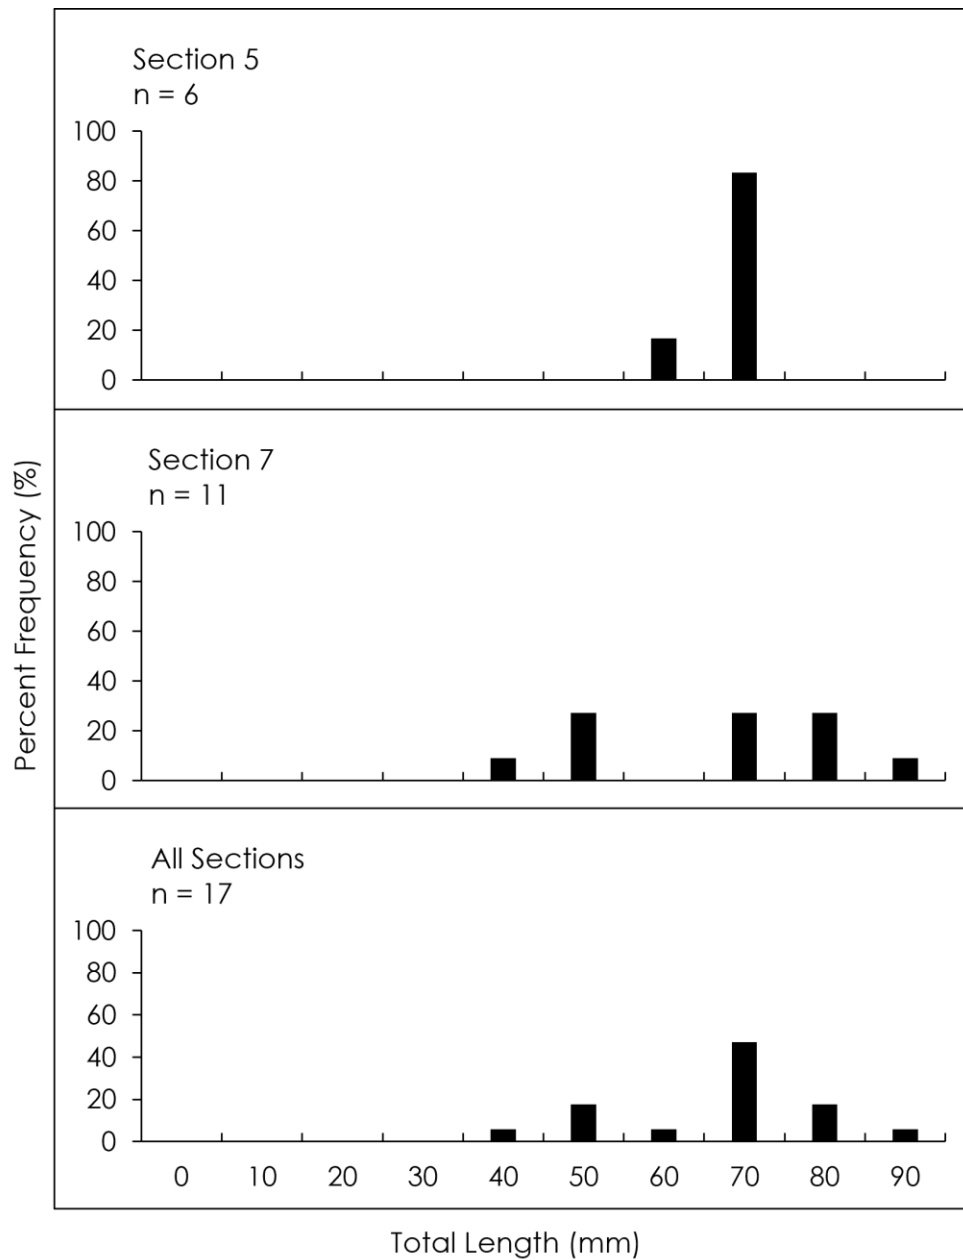 Section 5
n = 6
100
80
60
40
20
0
Section 7
n = 11
100
80
60
40
20
0
All Sections
n = 17
100
80
60
40
20
0
0 10 20 30 40 50 60 70 80 90
Percent Frequency (%)
Total Length (mm)